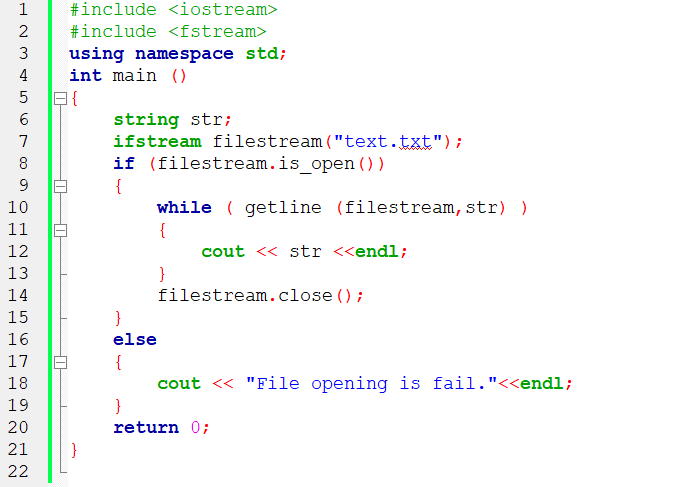 1 #include <iostream>
2 #include <fstream>
3 using namespace std;
4 int main ()
5 {
6 string str;
7 ifstream filestream("text.txt");
8 if (filestream.is_open())
9 {
10 while ( getline (filestream,str) )
11 {
12 cout << str <<endl;
13 }
14 filestream.close();
15 }
16 else
17 {
18 cout << "File opening is fail."<<endl;
19 }
20 return 0;
21 }
22